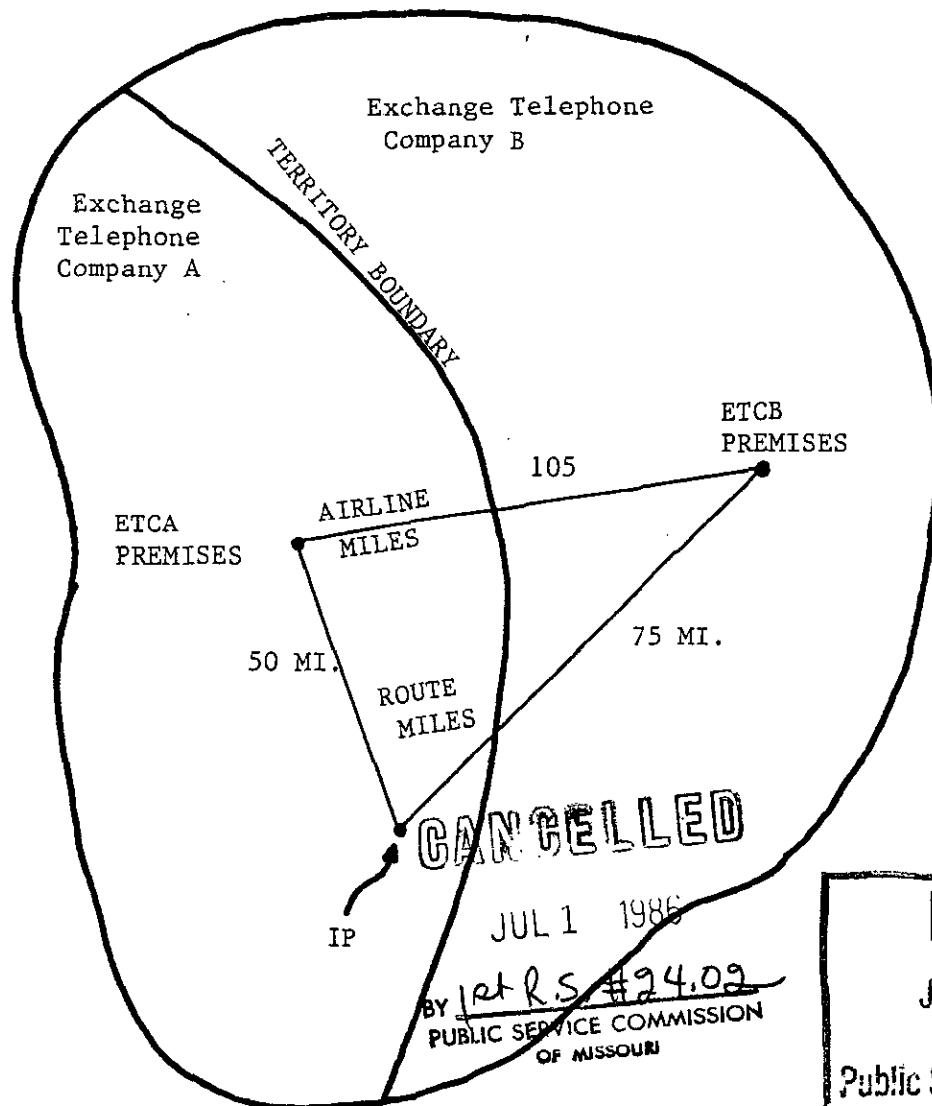 Exchange Telephone
Company B
TERRITORY BOUNDARY
Exchange
Telephone
Company A
ETCB
PREMISES
105
AIRLINE
MILES
ETCA
PREMISES
75 MI.
50 MI.
ROUTE
MILES
CANCELLED
IP
JUL 1 1986
BY 1st R.S. #24.02
PUBLIC SERVICE COMMISSION
OF MISSOURI
J
Public S